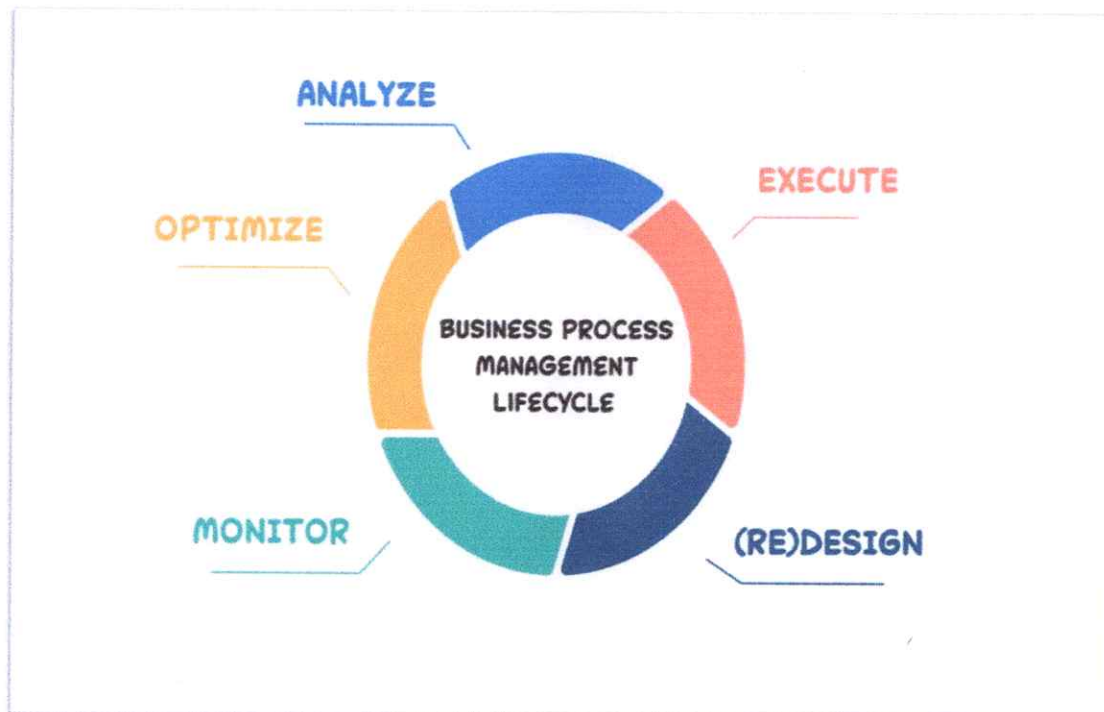 ANALYZE
EXECUTE
OPTIMIZE
BUSINESS PROCESS
MANAGEMENT
LIFECYCLE
MONITOR
(RE)DESIGN